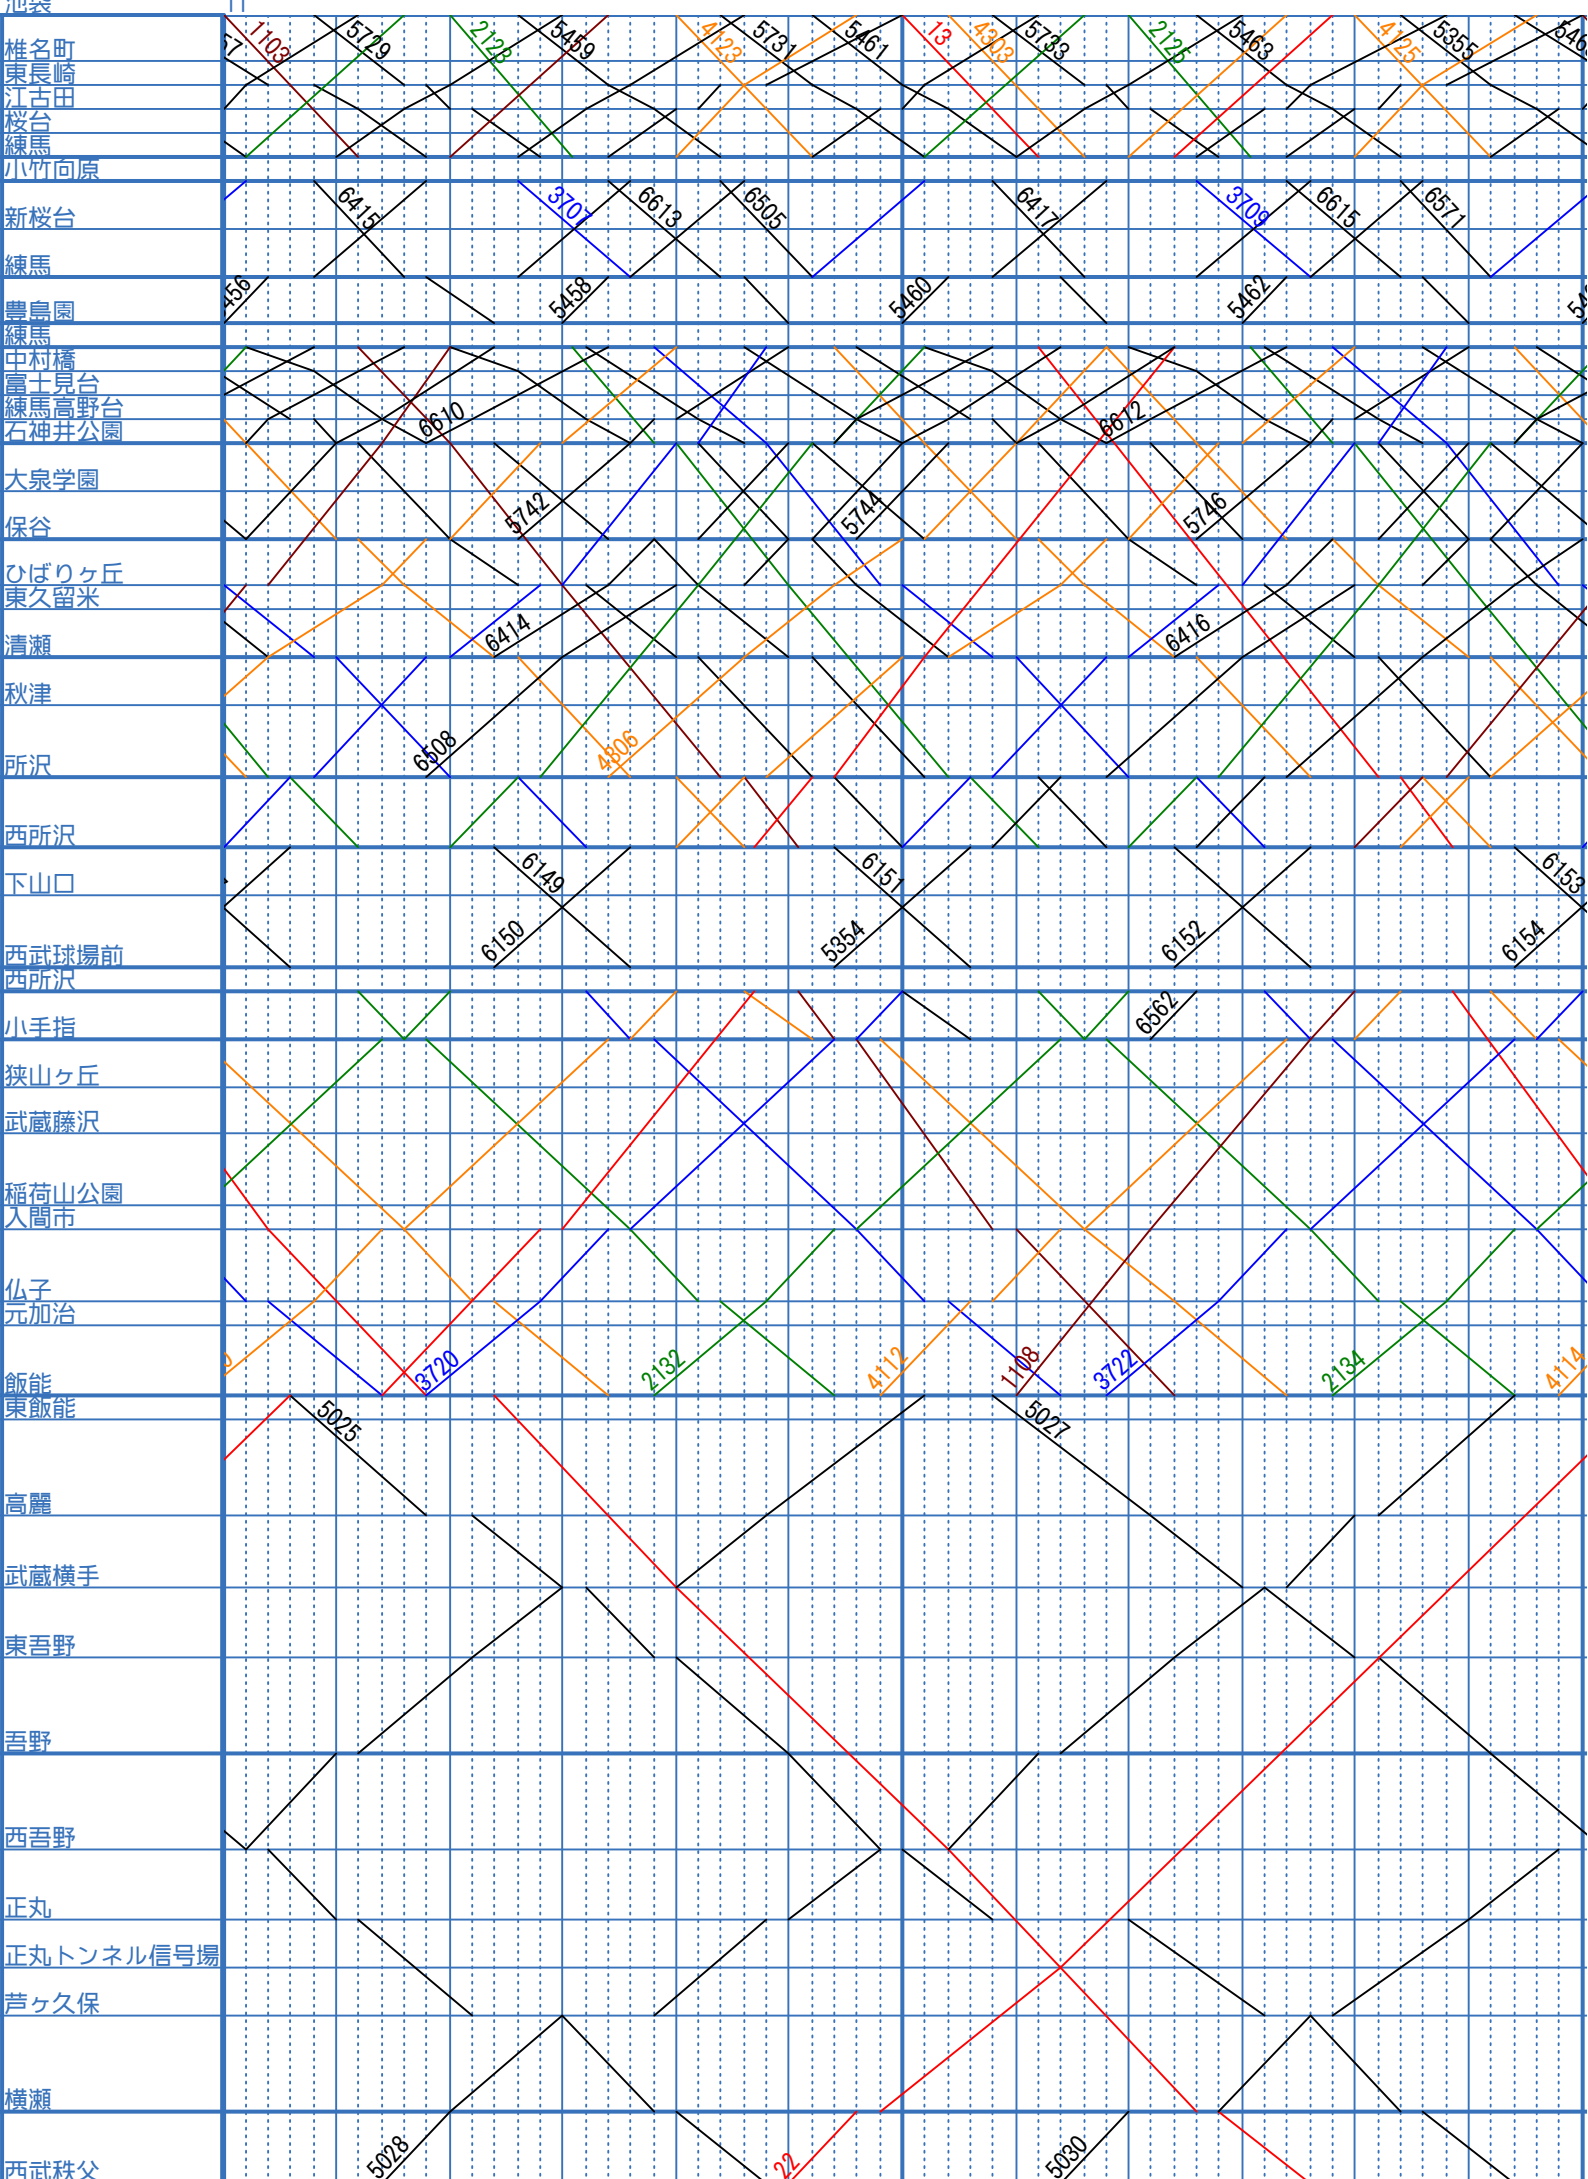 池袋 11
椎名町 57 1103 5729 2123 5459 4123 5731 5461 13 4303 5733 2125 5463 4125 5355
東長崎
江古田
桜台
練馬
小竹向原
新桜台 6415 3707 6613 6505 6417 3709 6615 6571
練馬
豊島園 456 5458 5460 5462
練馬
中村橋
富士見台
練馬高野台
石神井公園 6610 6612
大泉学園
保谷 5742 5744 5746
ひばりヶ丘
東久留米
清瀬 6414 6416
秋津
所沢 6508 4806
西所沢
下山口 6149 6151 6153
西武球場前 6150 5354 6152 6154
西所沢
小手指 6562
狭山ヶ丘
武蔵藤沢
稲荷山公園
入間市
仏子
元加治
飯能 3720 2132 4112 1108 3722 2134 4114
東飯能 5025 5027
高麗
武蔵横手
東吾野
吾野
西吾野
正丸
正丸トンネル信号場
芦ヶ久保
横瀬
西武秩父 5028 22 5030